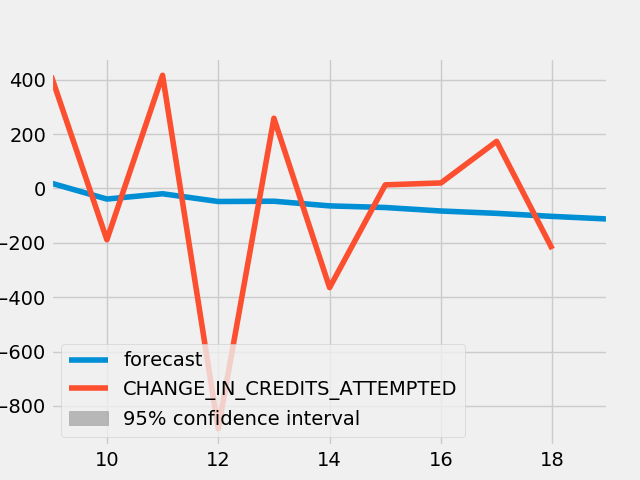 400
200
0
−200
−400
−600
−800
forecast
CHANGE_IN_CREDITS_ATTEMPTED
95% confidence interval
10 12 14 16 18